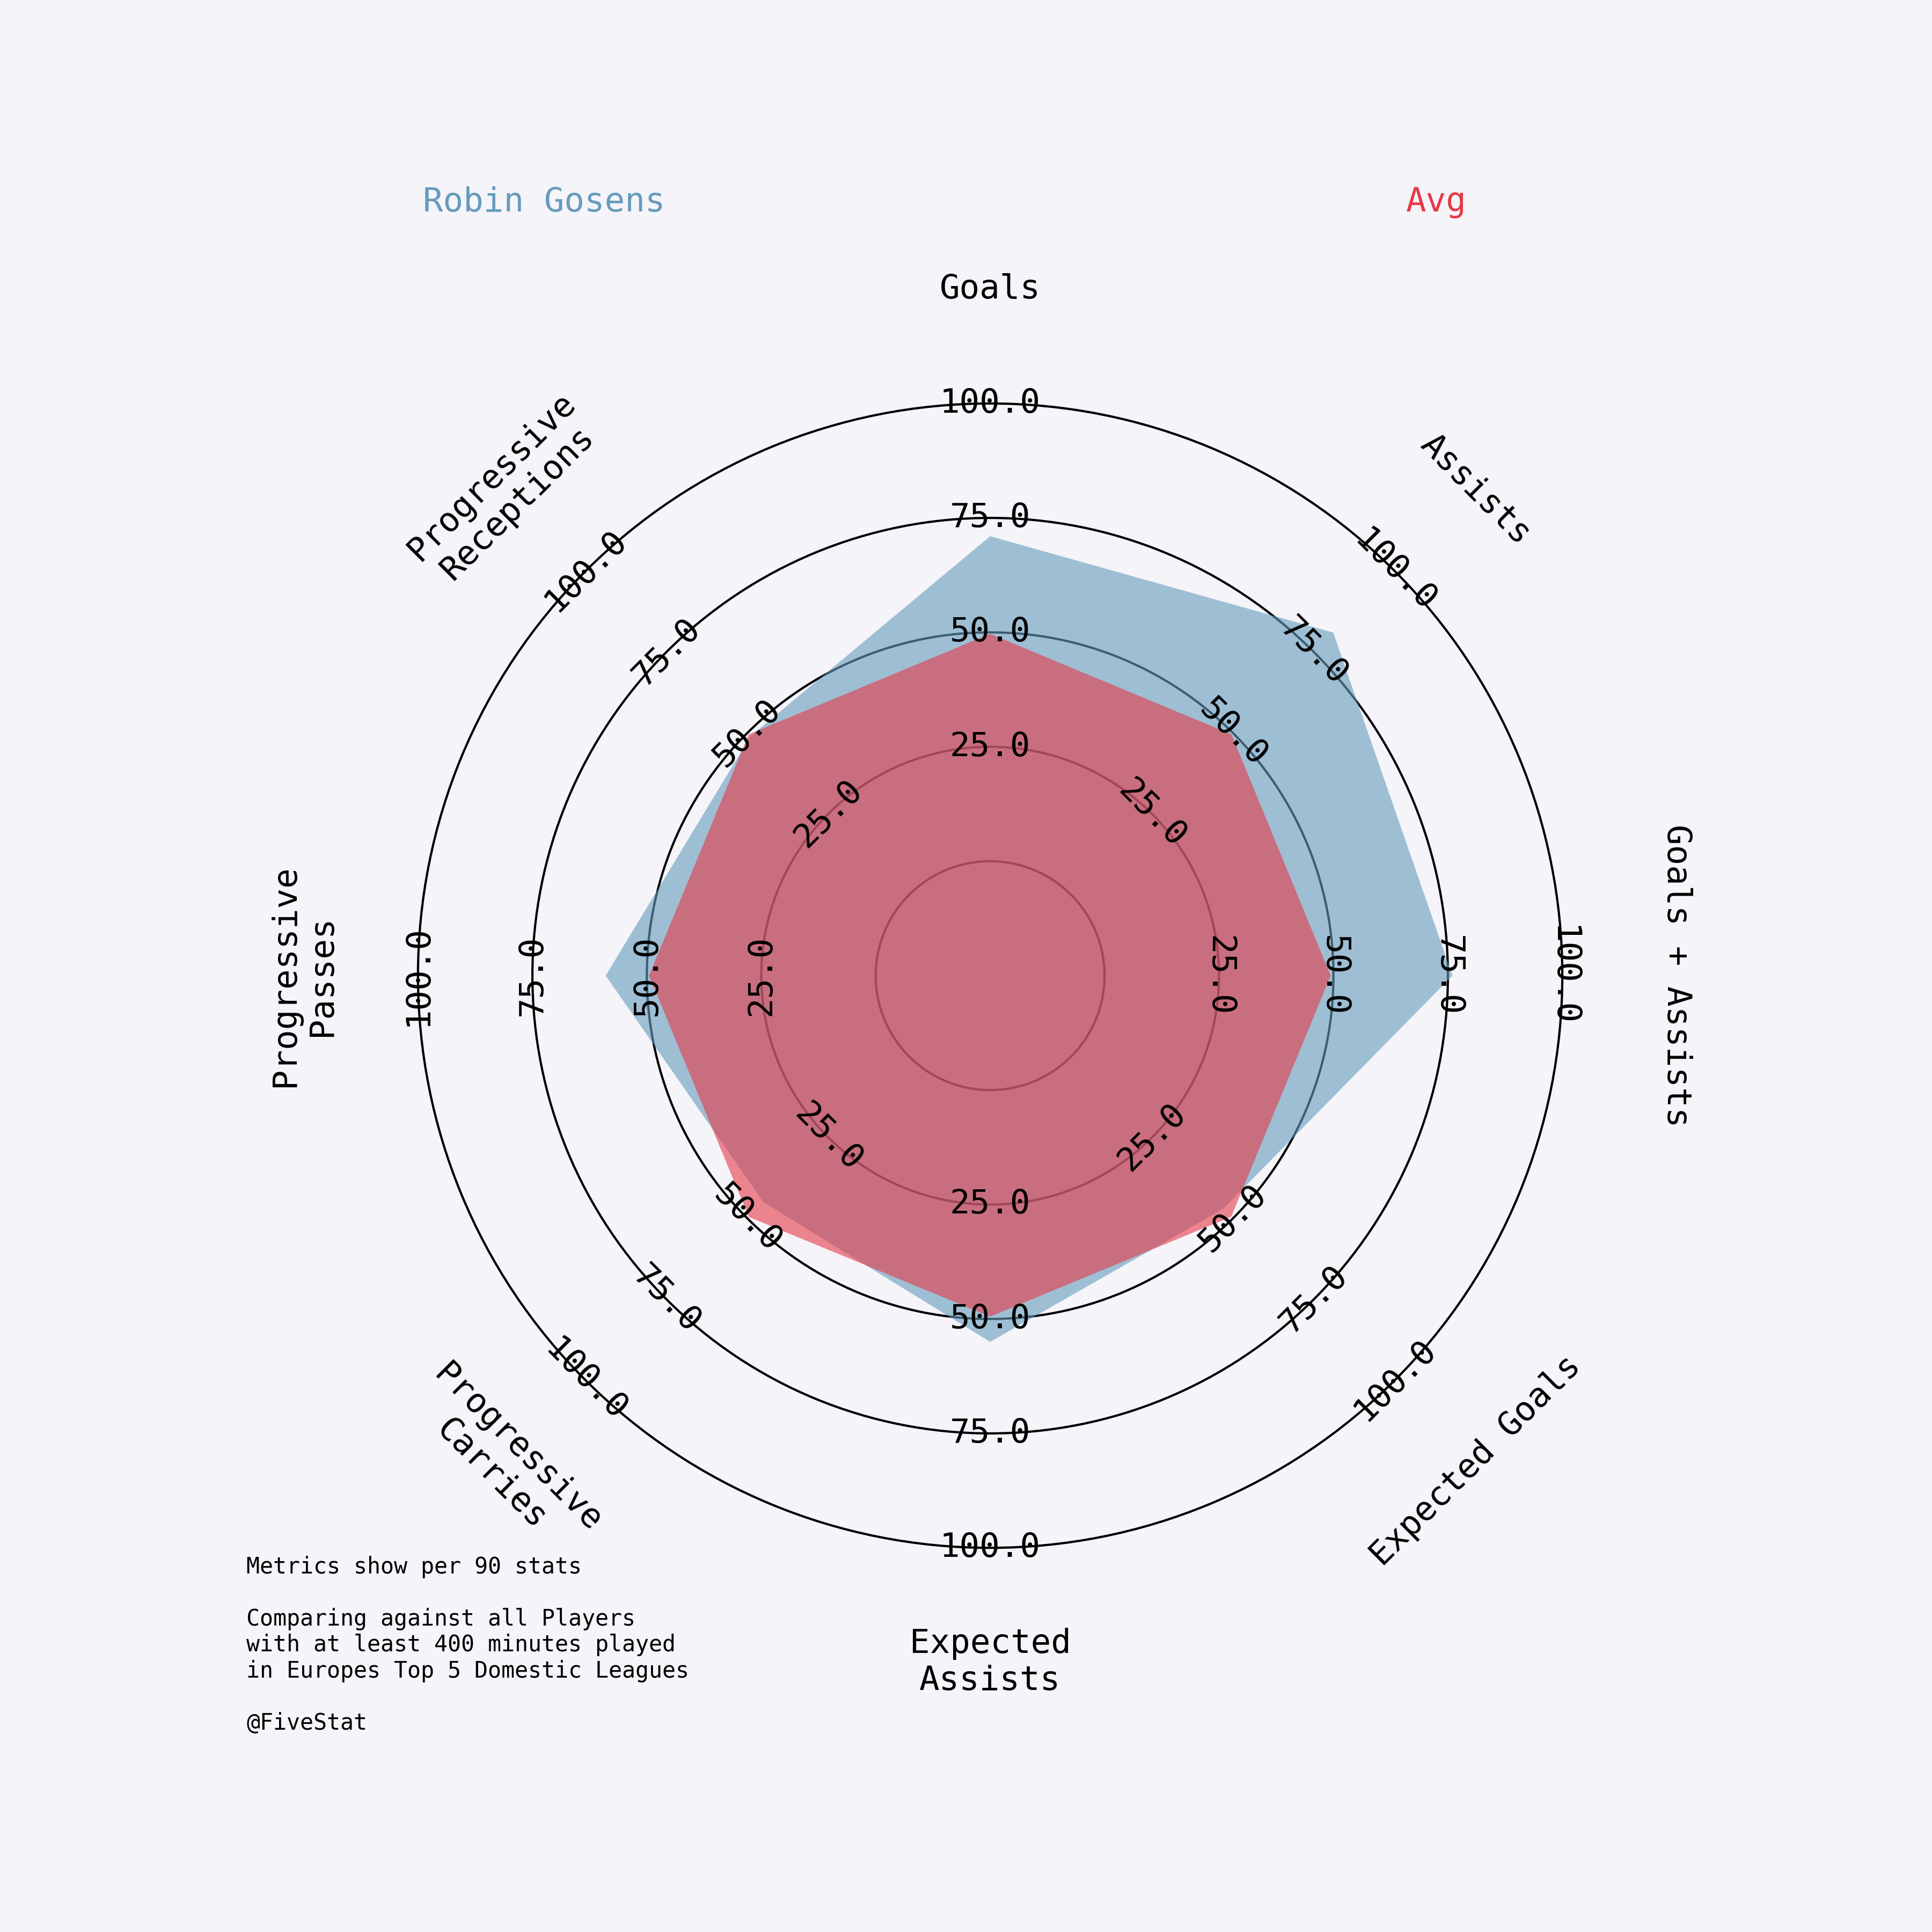 Robin Gosens
Avg
Goals
Assists
Goals + Assists
Expected Goals
Expected
Assists
Progressive
Carries
Progressive
Passes
Progressive
Receptions
25.0
50.0
75.0
100.0
25.0
50.0
75.0
100.0
25.0
50.0
75.0
100.0
25.0
50.0
75.0
100.0
25.0
50.0
75.0
100.0
25.0
50.0
75.0
100.0
25.0
50.0
75.0
100.0
25.0
50.0
75.0
100.0
Metrics show per 90 stats
Comparing against all Players
with at least 400 minutes played
in Europes Top 5 Domestic Leagues
@FiveStat